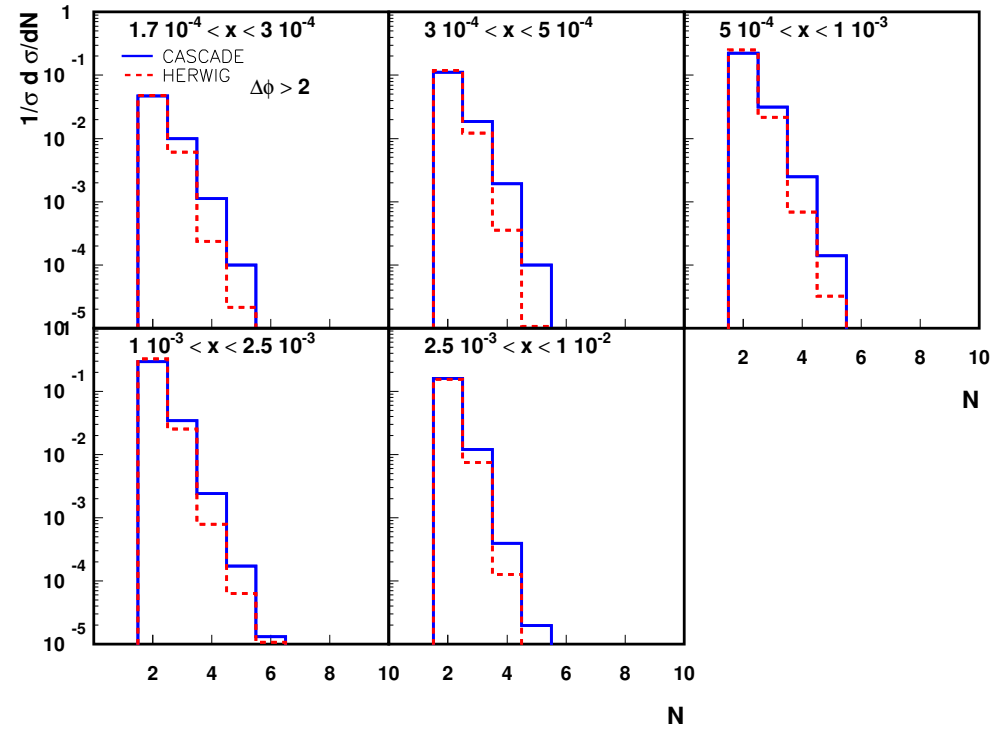 1/σ d σ/dN
1.7 10⁻⁴ < x < 3 10⁻⁴
CASCADE
HERWIG
Δϕ > 2
3 10⁻⁴ < x < 5 10⁻⁴
5 10⁻⁴ < x < 1 10⁻³
1
10⁻¹
10⁻²
10⁻³
10⁻⁴
10⁻⁵
2 4 6 8 10
N
1
1 10⁻³ < x < 2.5 10⁻³
2.5 10⁻³ < x < 1 10⁻²
10⁻¹
10⁻²
10⁻³
10⁻⁴
10⁻⁵
2 4 6 8 10 2 4 6 8 10
N